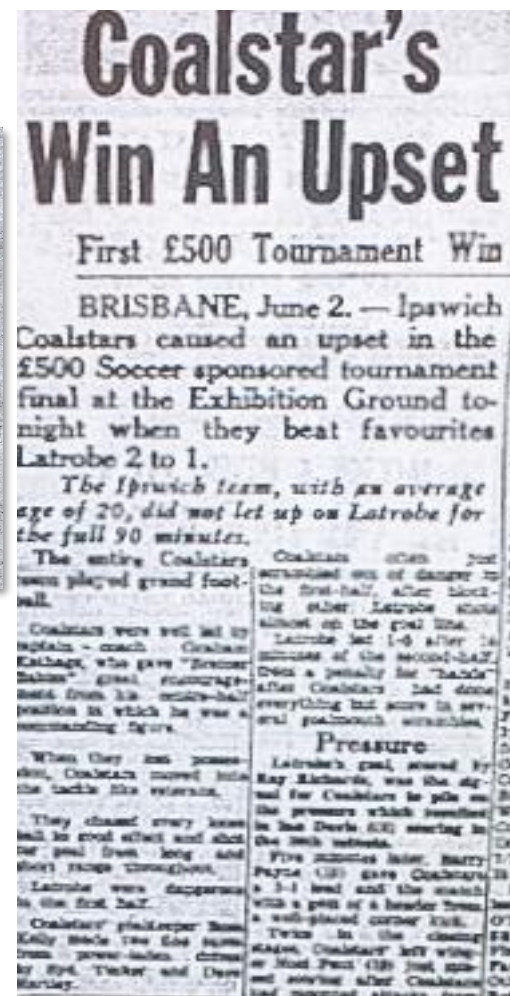 Coalstar's
Win An Upset
First £500 Tournament Win
BRISBANE, June 2. — Ipswich
Coalstars caused an upset in the
£500 Soccer sponsored tournament
final at the Exhibition Ground to-
night when they beat favourites
Latrobe 2 to 1.
The Ipswich team, with an average
age of 20, did not let up on Latrobe for
the full 90 minutes.
The entire Coalstars
team played grand foot-
ball.
Coalstars were well led by
captain - coach Graham
who gave "Soccer
great encourage-
ment from his centre-half
position in which he was a
commanding figure.
When they lost posses-
sion, Coalstars moved into
the tackle like veterans.
They chased every loose
ball to good effect and shot
for goal from long and
short range throughout.
Latrobe were dangerous
in the first half.
Coalstars' goalkeeper
Kelly made two fine saves
from power-laden
by Syd. Tucker and Dave
Hartley.
Coalstars often just
scrambled out of danger in
the first-half, after block-
ing other Latrobe shots
almost on the goal line.
Latrobe led 1-0 after
minutes of the second-half
from a penalty for "hands"
after Coalstars had done
everything but score in sev-
eral goalmouth scrambles.
Pressure
Latrobe's goal, scored by
Ray Richards, was the sig-
nal for Coalstars to pile on
the pressure which resulted
in scoring in
the minute.
Five minutes later, Barry
gave Coalstars
a lead and the match
with a gem of a header from
a well-placed corner kick.
Twice in the closing
stages, Coalstars' left wing-
er
after Coalstars